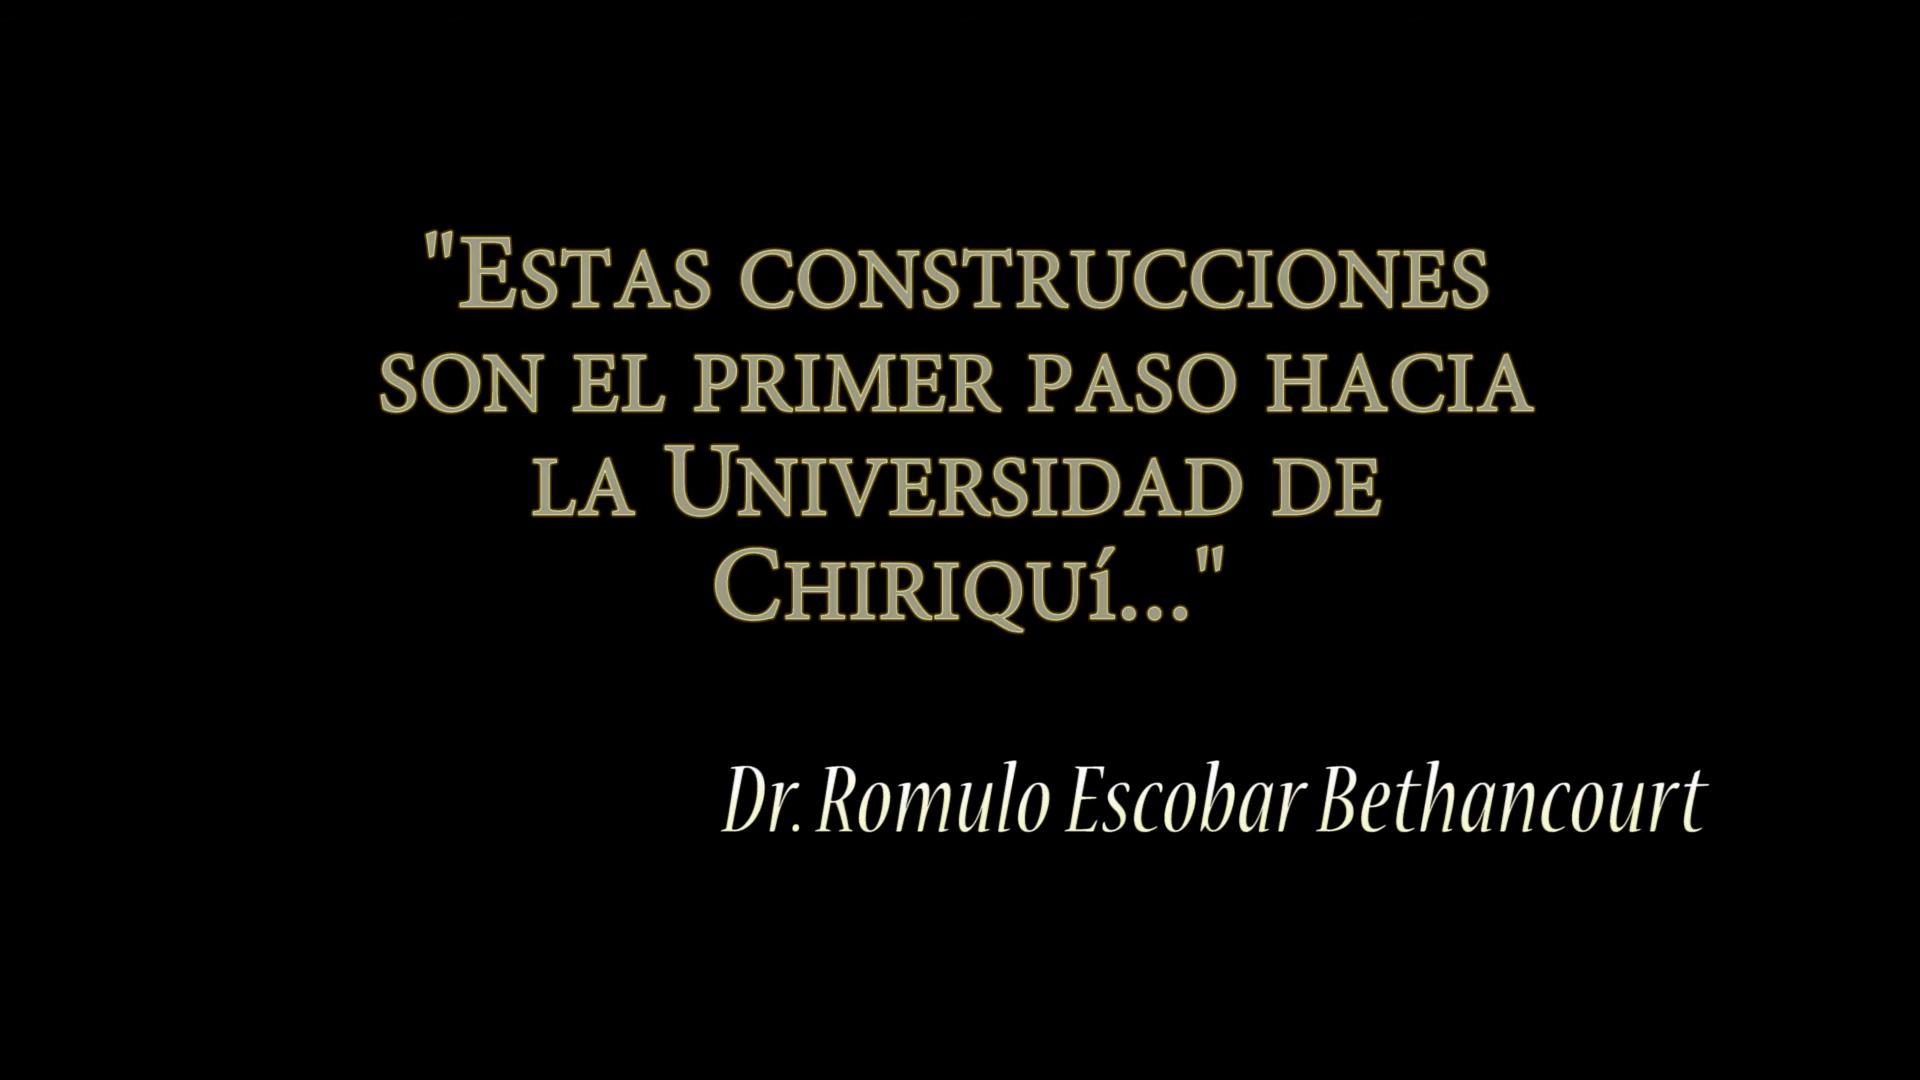 "Estas construcciones
son el primer paso hacia
la Universidad de
Chiriquí..."
Dr. Romulo Escobar Bethancourt